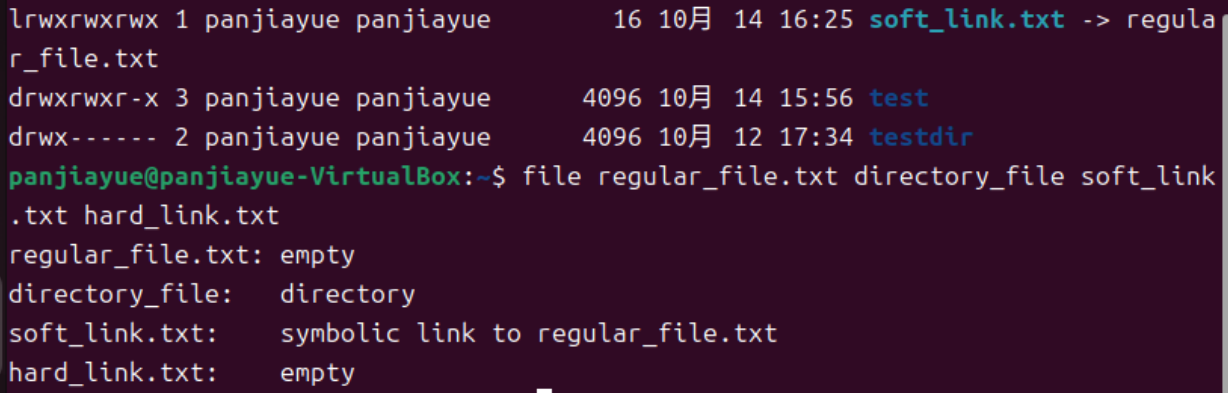 lrwxrwxrwx 1 panjiayue panjiayue        16 10月 14 16:25 soft_link.txt -> regula
r_file.txt
drwxrwxr-x 3 panjiayue panjiayue      4096 10月 14 15:56 test
drwx------ 2 panjiayue panjiayue      4096 10月 12 17:34 testdir
panjiayue@panjiayue-VirtualBox:~$ file regular_file.txt directory_file soft_link
.txt hard_link.txt
regular_file.txt: empty
directory_file:   directory
soft_link.txt:    symbolic link to regular_file.txt
hard_link.txt:    empty